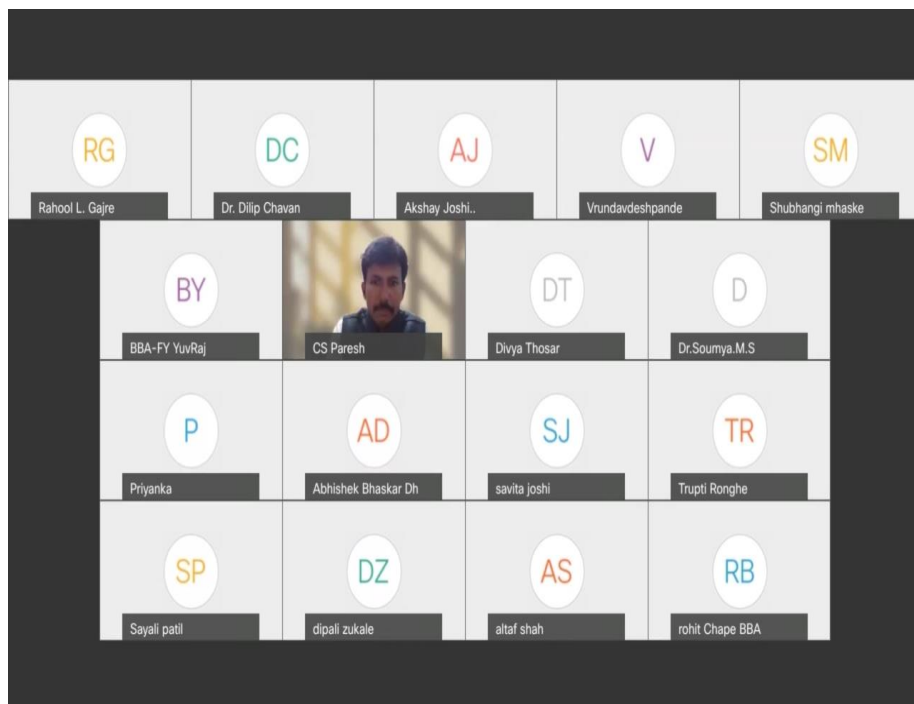 RG
Rahool L. Gajre
DC
Dr. Dilip Chavan
AJ
Akshay Joshi..
V
Vrundavdeshpande
SM
Shubhangi mhaske
BY
BBA-FY YuvRaj
CS Paresh
DT
Divya Thosar
D
Dr.Soumya.M.S
P
Priyanka
AD
Abhishek Bhaskar Dh
SJ
savita joshi
TR
Trupti Ronghe
SP
Sayali patil
DZ
dipali zukale
AS
altaf shah
RB
rohit Chape BBA